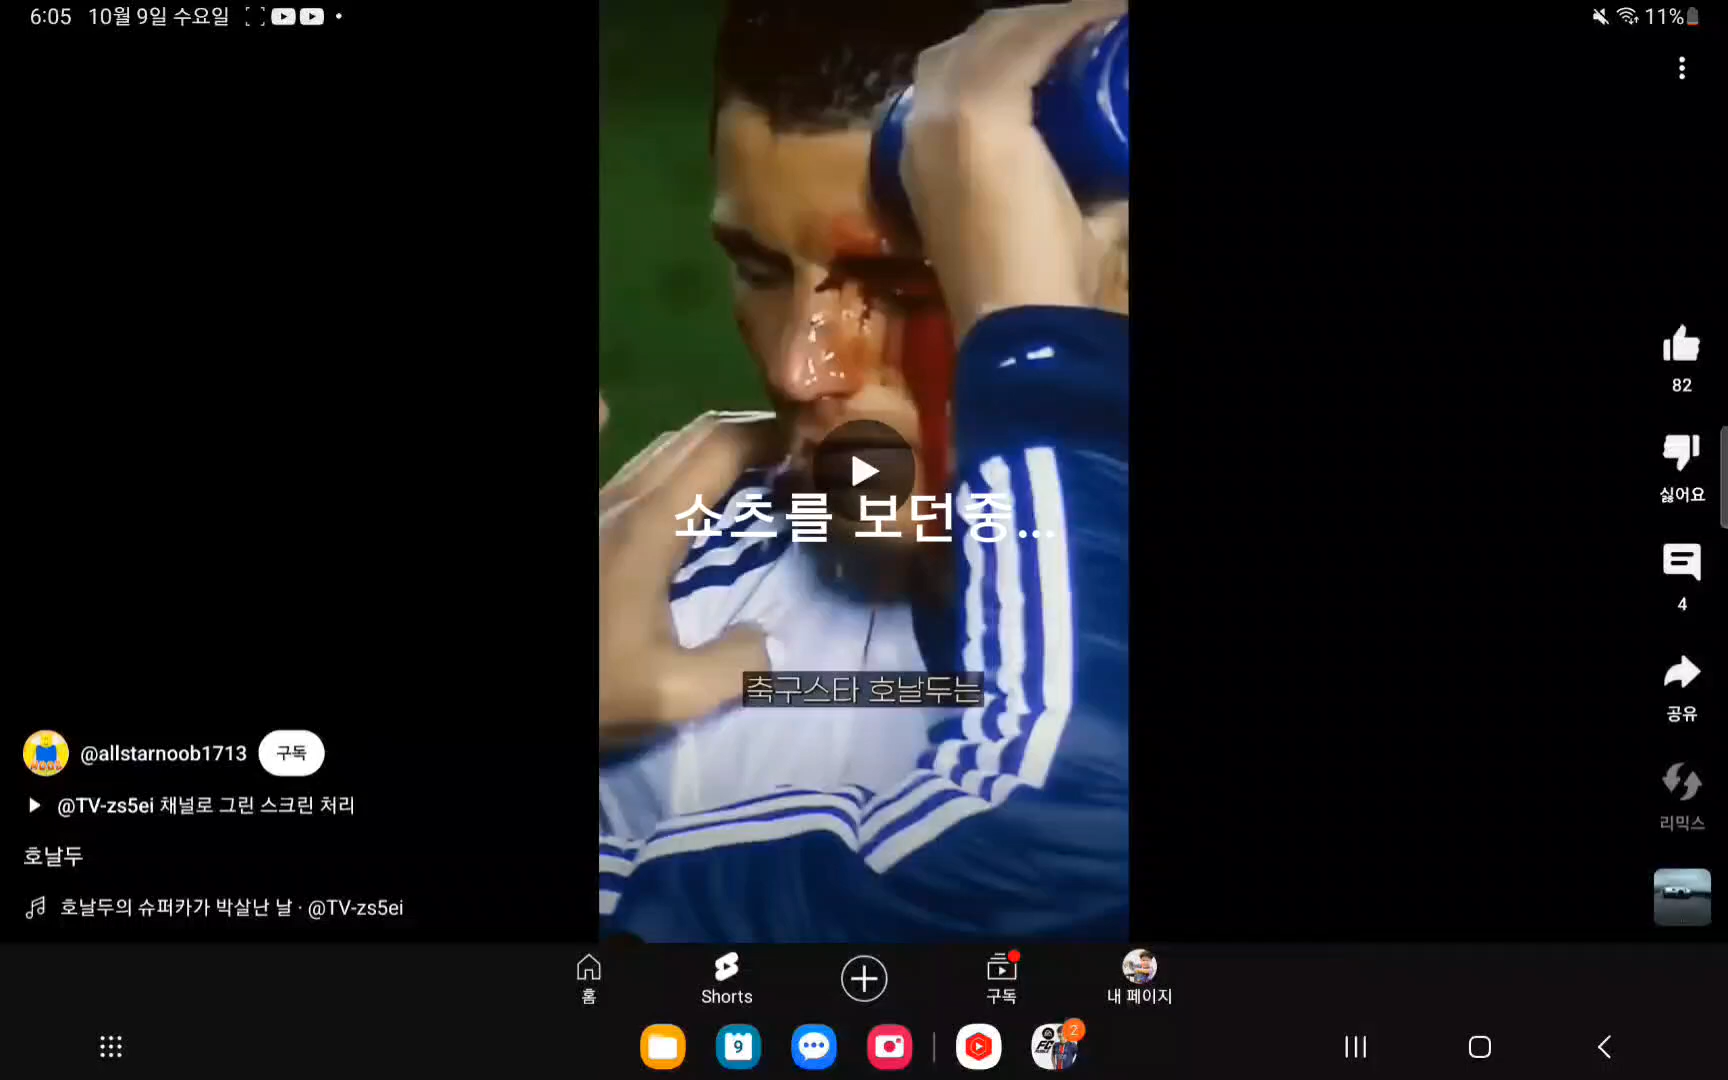 6:05 10월 9일 수요일
11%
쇼츠를 보던중...
축구스타 호날두는
82
싫어요
4
공유
리믹스
@allstarnoob1713 구독
@TV-zs5ei 채널로 그린 스크린 처리
호날두
호날두의 슈퍼카가 박살난 날 · @TV-zs5ei
홈
Shorts
구독
내 페이지
9
2
FC